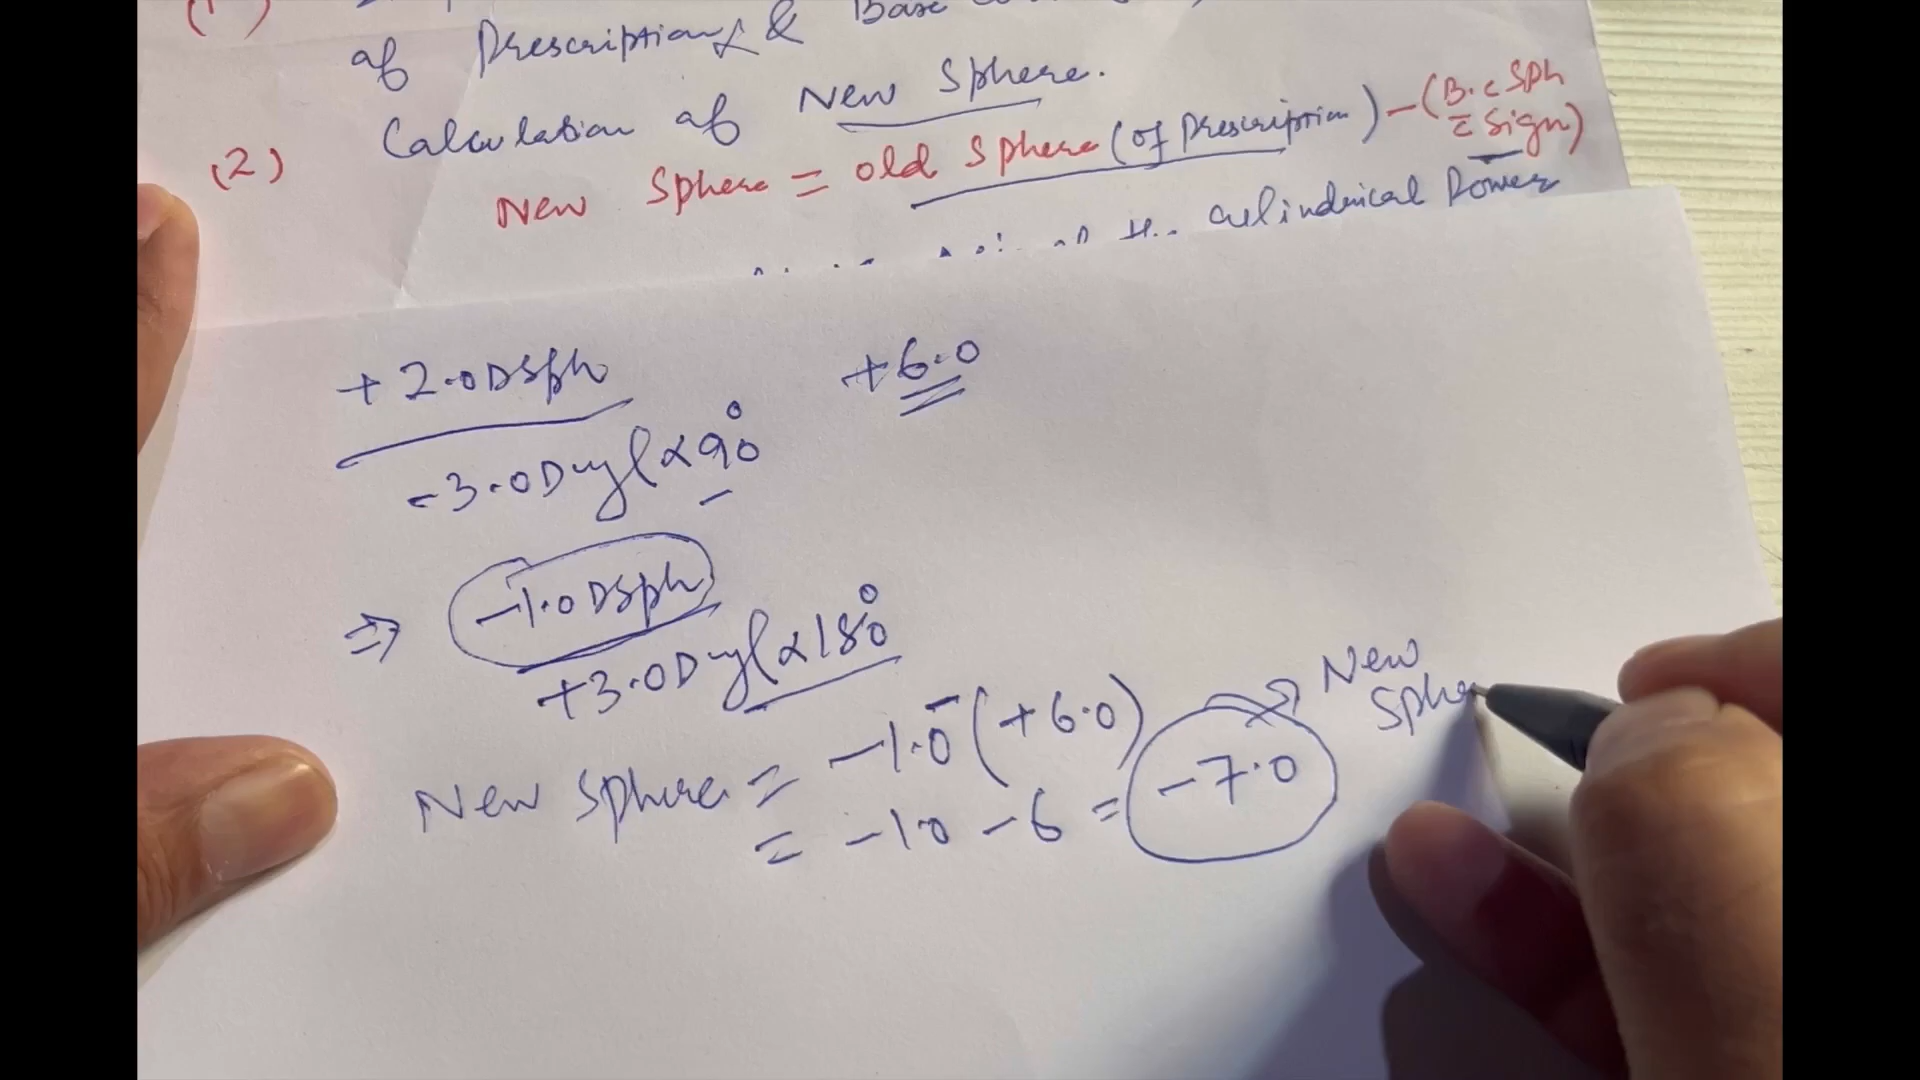 (1)
of Prescription & Base
(2) Calculation of New Sphere.
New Sphere = old Sphere (of Prescription) - (B.C Sph c̄ Sign)
Cylindrical Power
+2.0DSph +6.0
-3.0Dcyl x 90°
⇒ -1.0DSph
+3.0Dcyl x 180°
New Sphere = -1.0 - (+6.0)
= -1.0 - 6 = -7.0
New
Sphe